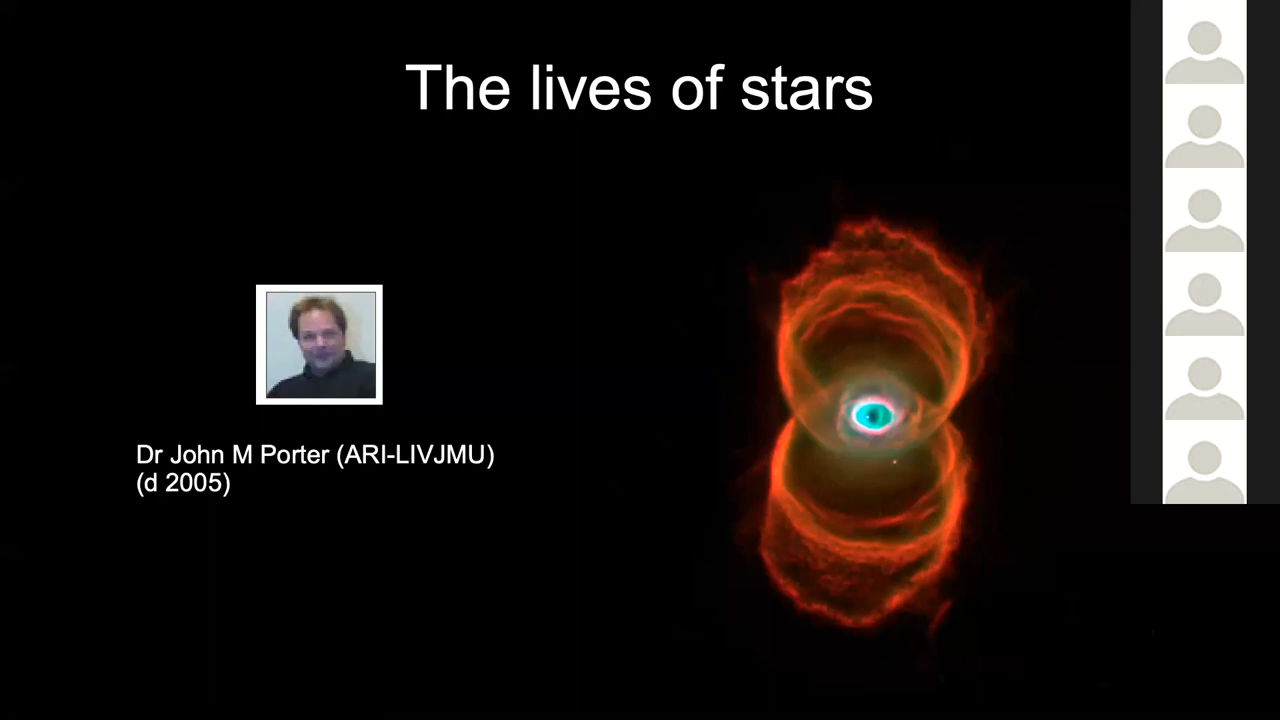 The lives of stars
Dr John M Porter (ARI-LIVJMU)
(d 2005)